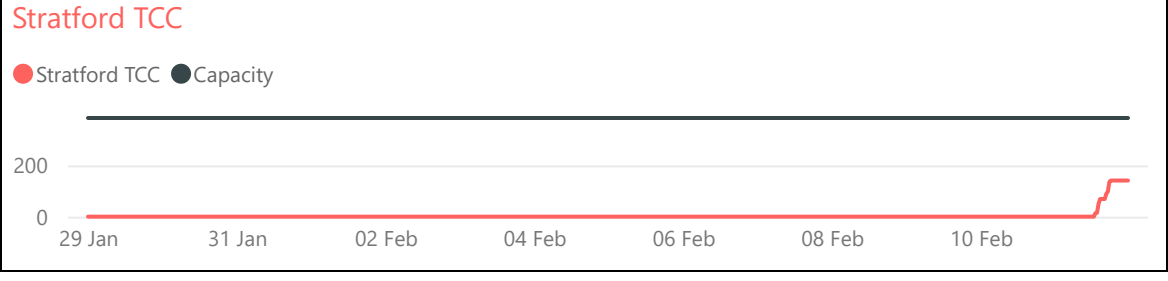 Stratford TCC
Stratford TCC Capacity
200
0
29 Jan 31 Jan 02 Feb 04 Feb 06 Feb 08 Feb 10 Feb